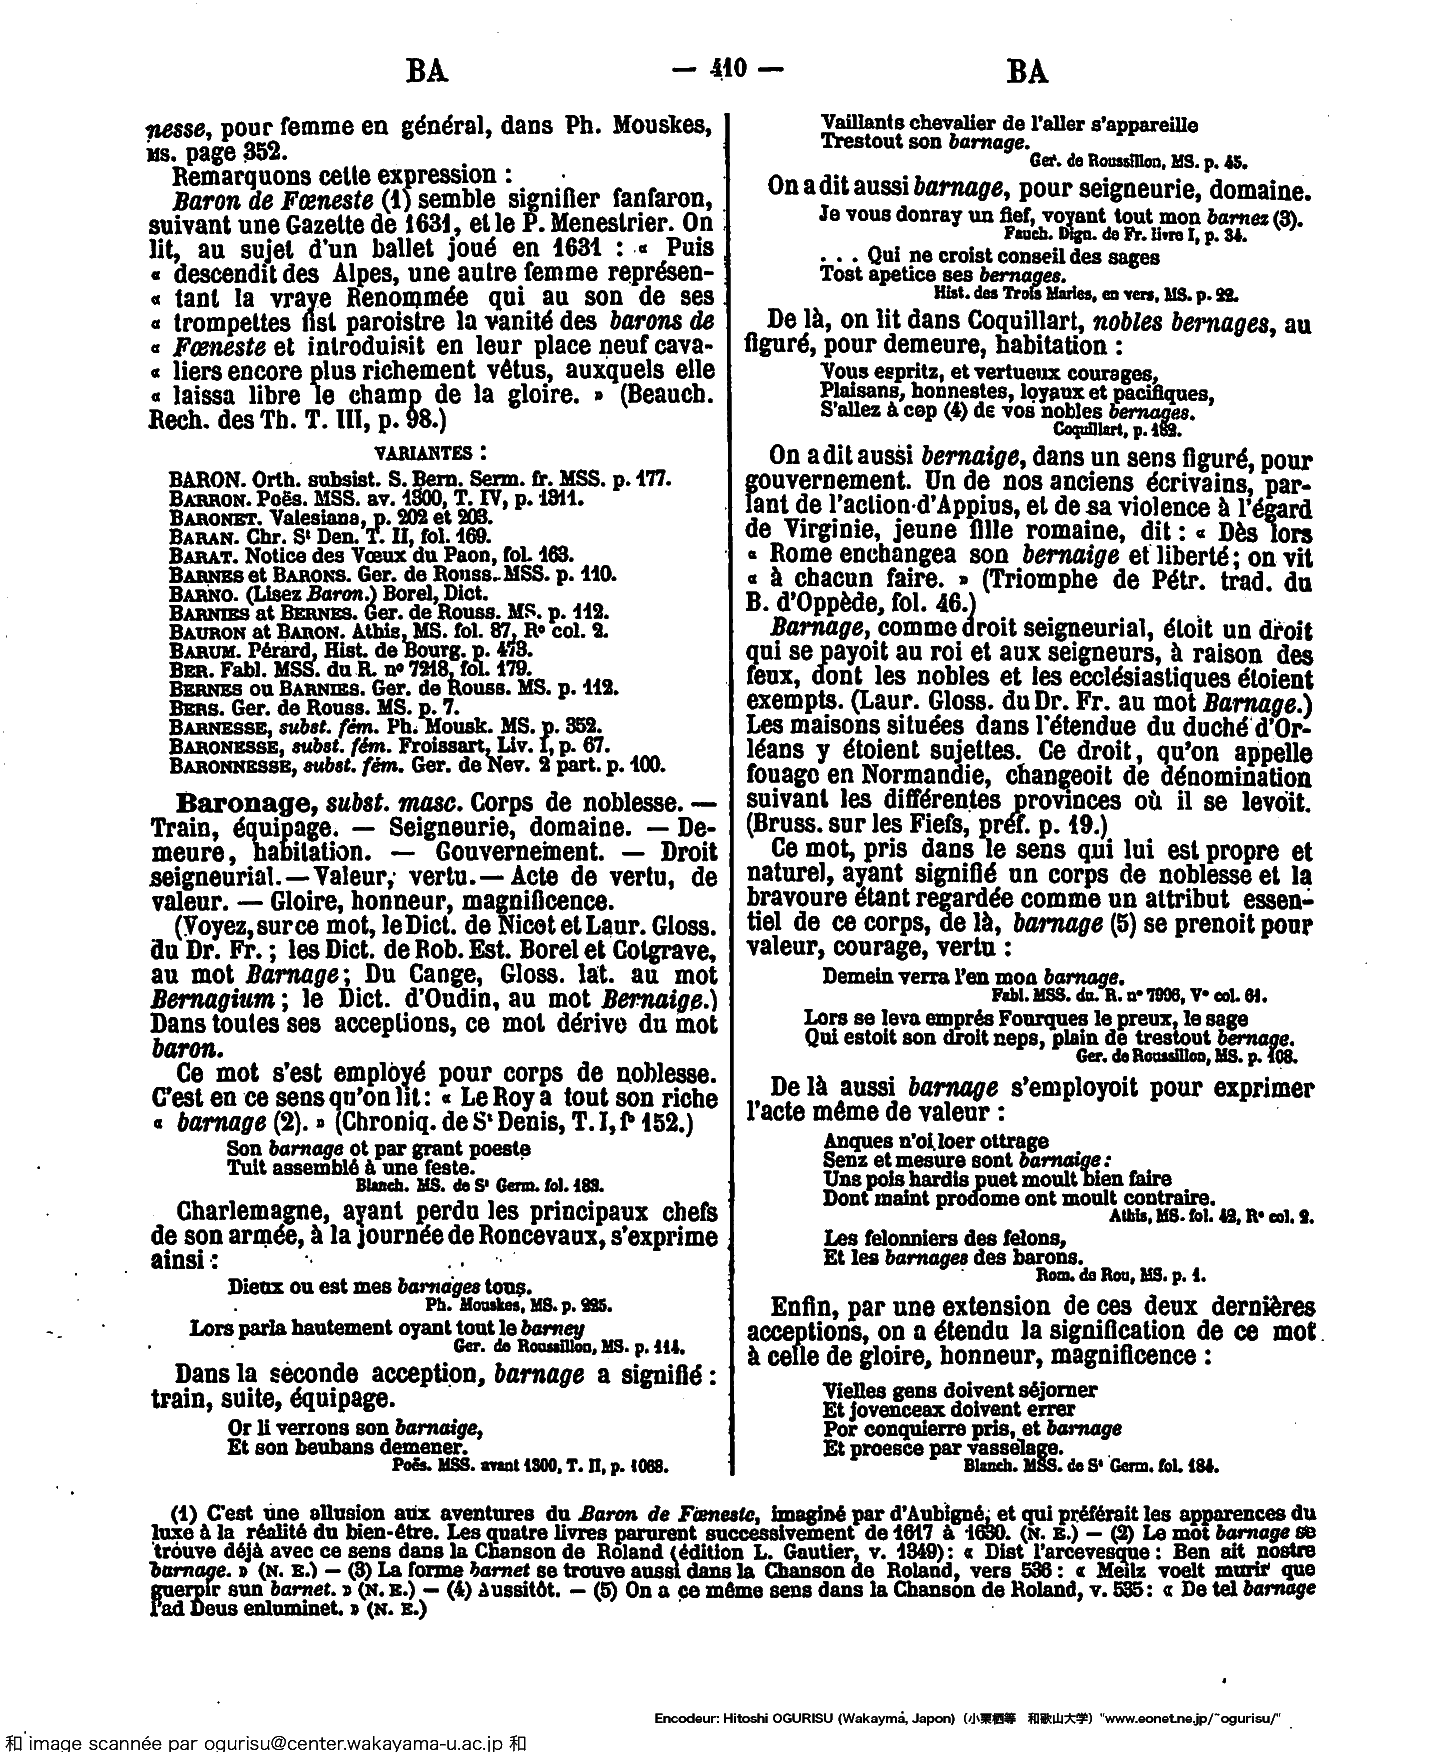 BA — 410 — BA
nesse, pour femme en général, dans Ph. Mouskes,
MS. page 352.
Remarquons cette expression :
Baron de Fœneste (1) semble signifier fanfaron,
suivant une Gazette de 1631, et le P. Menestrier. On
lit, au sujet d'un ballet joué en 1631 : « Puis
« descendit des Alpes, une autre femme représen-
« tant la vraye Renommée qui au son de ses
« trompettes fist paroistre la vanité des barons de
« Fœneste et introduisit en leur place neuf cava-
« liers encore plus richement vêtus, auxquels elle
« laissa libre le champ de la gloire. » (Beauch.
Rech. des Th. T. III, p. 98.)
VARIANTES :
BARON. Orth. subsist. S. Bern. Serm. fr. MSS. p. 177.
BARRON. Poës. MSS. av. 1300, T. IV, p. 1311.
BARONET. Valesiana, p. 202 et 203.
BARAN. Chr. St Den. T. II, fol. 169.
BARAT. Notice des Vœux du Paon, fol. 163.
BARNES et BARONS. Ger. de Rouss. MSS. p. 110.
BARNO. (Lisez Baron.) Borel, Dict.
BARNIES at BERNES. Ger. de Rouss. MS. p. 112.
BAURON at BARON. Athis, MS. fol. 87, R° col. 2.
BARUM. Pérard, Hist. de Bourg. p. 473.
BER. Fabl. MSS. du R. n° 7218, fol. 179.
BERNES OU BARNIES. Ger. de Rouss. MS. p. 112.
BERS. Ger. de Rouss. MS. p. 7.
BARNESSE, subst. fém. Ph. Mousk. MS. p. 352.
BARONESSE, subst. fém. Froissart, Liv. I, p. 67.
BARONNESSE, subst. fém. Ger. de Nev. 2 part. p. 100.
Baronage, subst. masc. Corps de noblesse. —
Train, équipage. — Seigneurie, domaine. — De-
meure, habitation. — Gouvernement. — Droit
seigneurial. — Valeur, vertu. — Acte de vertu, de
valeur. — Gloire, honneur, magnificence.
(Voyez, sur ce mot, le Dict. de Nicot et Laur. Gloss.
du Dr. Fr. ; les Dict. de Rob. Est. Borel et Cotgrave,
au mot Barnage ; Du Cange, Gloss. lat. au mot
Bernagium ; le Dict. d'Oudin, au mot Bernaige.)
Dans toutes ses acceptions, ce mot dérive du mot
baron.
Ce mot s'est employé pour corps de noblesse.
C'est en ce sens qu'on lit : « Le Roy a tout son riche
« barnage (2). » (Chroniq. de St Denis, T. I, f° 152.)
Son barnage ot par grant poeste
Tuit assemblé à une feste.
Blanch. MS. de St Germ. fol. 183.
Charlemagne, ayant perdu les principaux chefs
de son armée, à la journée de Roncevaux, s'exprime
ainsi :
Dieux ou est mes barnages tous.
Ph. Mouskes, MS. p. 225.
Lors parla hautement oyant tout le barney
Ger. de Roussillon, MS. p. 114.
Dans la seconde acception, barnage a signifié :
train, suite, équipage.
Or li verrons son barnaige,
Et son beubans demener.
Poës. MSS. avant 1300, T. II, p. 1068.
Vaillants chevalier de l'aller s'appareille
Trestout son barnage.
Ger. de Roussillon, MS. p. 45.
On a dit aussi barnage, pour seigneurie, domaine.
Je vous donray un fief, voyant tout mon barnez (3).
Fauch. Dign. de Fr. livre I, p. 34.
. . . Qui ne croist conseil des sages
Tost apetice ses bernages.
Hist. des Trois Maries, en vers, MS. p. 22.
De là, on lit dans Coquillart, nobles bernages, au
figuré, pour demeure, habitation :
Vous espritz, et vertueux courages,
Plaisans, honnestes, loyaux et pacifiques,
S'allez à cop (4) de vos nobles bernages.
Coquillart, p. 182.
On a dit aussi bernaige, dans un sens figuré, pour
gouvernement. Un de nos anciens écrivains, par-
lant de l'action d'Appius, et de sa violence à l'égard
de Virginie, jeune fille romaine, dit : « Dès lors
« Rome enchangea son bernaige et liberté ; on vit
« à chacun faire. » (Triomphe de Pétr. trad. du
B. d'Oppède, fol. 46.)
Barnage, comme droit seigneurial, étoit un droit
qui se payoit au roi et aux seigneurs, à raison des
feux, dont les nobles et les ecclésiastiques étoient
exempts. (Laur. Gloss. du Dr. Fr. au mot Barnage.)
Les maisons situées dans l'étendue du duché d'Or-
léans y étoient sujettes. Ce droit, qu'on appelle
fouage en Normandie, changeoit de dénomination
suivant les différentes provinces où il se levoit.
(Bruss. sur les Fiefs, préf. p. 19.)
Ce mot, pris dans le sens qui lui est propre et
naturel, ayant signifié un corps de noblesse et la
bravoure étant regardée comme un attribut essen-
tiel de ce corps, de là, barnage (5) se prenoit pour
valeur, courage, vertu :
Demein verra l'en mon barnage.
Fabl. MSS. du. R. n° 7996, V° col. 61.
Lors se leva emprés Fourques le preux, le sage
Qui estoit son droit neps, plain de trestout bernage.
Ger. de Roussillon, MS. p. 108.
De là aussi barnage s'employoit pour exprimer
l'acte même de valeur :
Anques n'oi loer ottrage
Senz et mesure sont barnaige :
Uns pois hardis puet moult bien faire
Dont maint prodome ont moult contraire.
Athis, MS. fol. 42, R° col. 2.
Les felonniers des felons,
Et les barnages des barons.
Rom. de Rou, MS. p. 1.
Enfin, par une extension de ces deux dernières
acceptions, on a étendu la signification de ce mot
à celle de gloire, honneur, magnificence :
Vielles gens doivent séjorner
Et jovenceax doivent errer
Por conquierre pris, et barnage
Et proesce par vasselage.
Blanch. MSS. de St Germ. fol. 184.
(1) C'est une allusion aux aventures du Baron de Fœneste, imaginé par d'Aubigné, et qui préférait les apparences du
luxe à la réalité du bien-être. Les quatre livres parurent successivement de 1617 à 1630. (N. E.) — (2) Le mot barnage se
trouve déjà avec ce sens dans la Chanson de Roland (édition L. Gautier, v. 1349) : « Dist l'arcevesque : Ben ait nostre
barnage. » (N. E.) — (3) La forme barnet se trouve aussi dans la Chanson de Roland, vers 536 : « Meilz voelt murir que
guerpir sun barnet. » (N. E.) — (4) Aussitôt. — (5) On a ce même sens dans la Chanson de Roland, v. 535 : « De tel barnage
l'ad Deus enluminet. » (N. E.)
Encodeur: Hitoshi OGURISU (Wakayma, Japon) (小栗栖等 和歌山大学) "www.eonet.ne.jp/~ogurisu/"
和 image scannée par ogurisu@center.wakayama-u.ac.jp 和